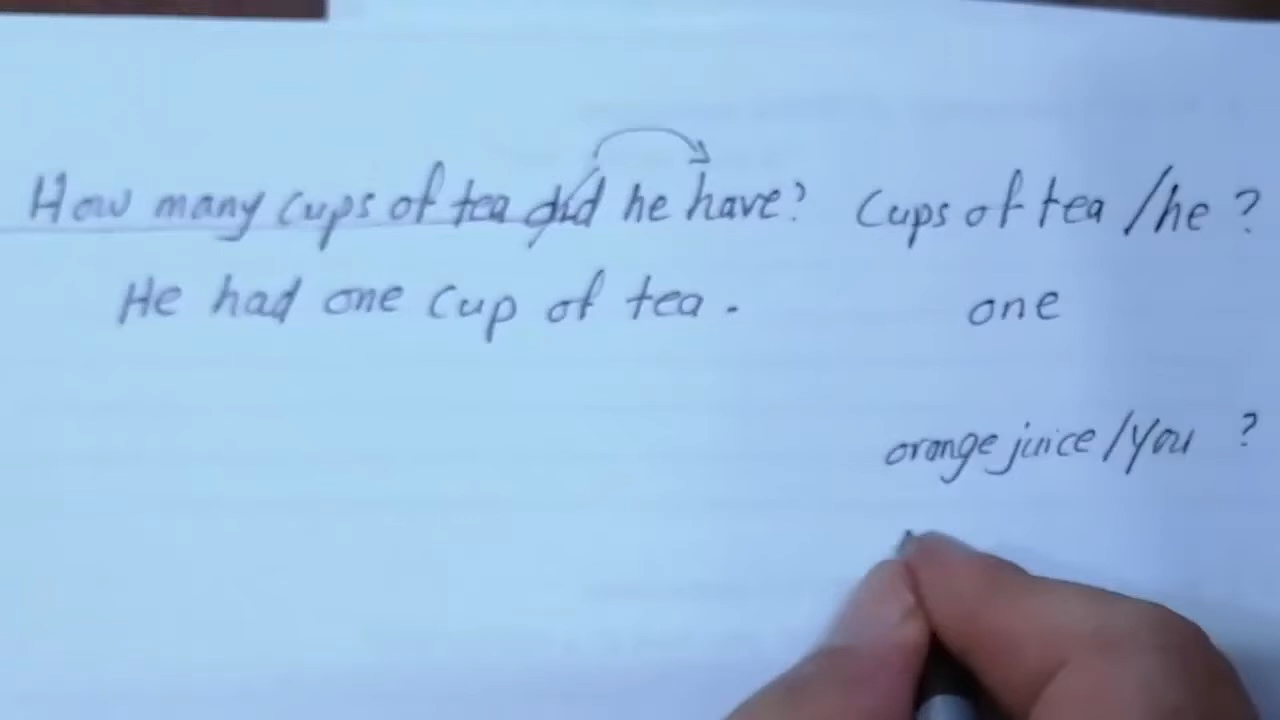 How many cups of tea did he have? Cups of tea / he ?
He had one cup of tea. one
orange juice / you ?